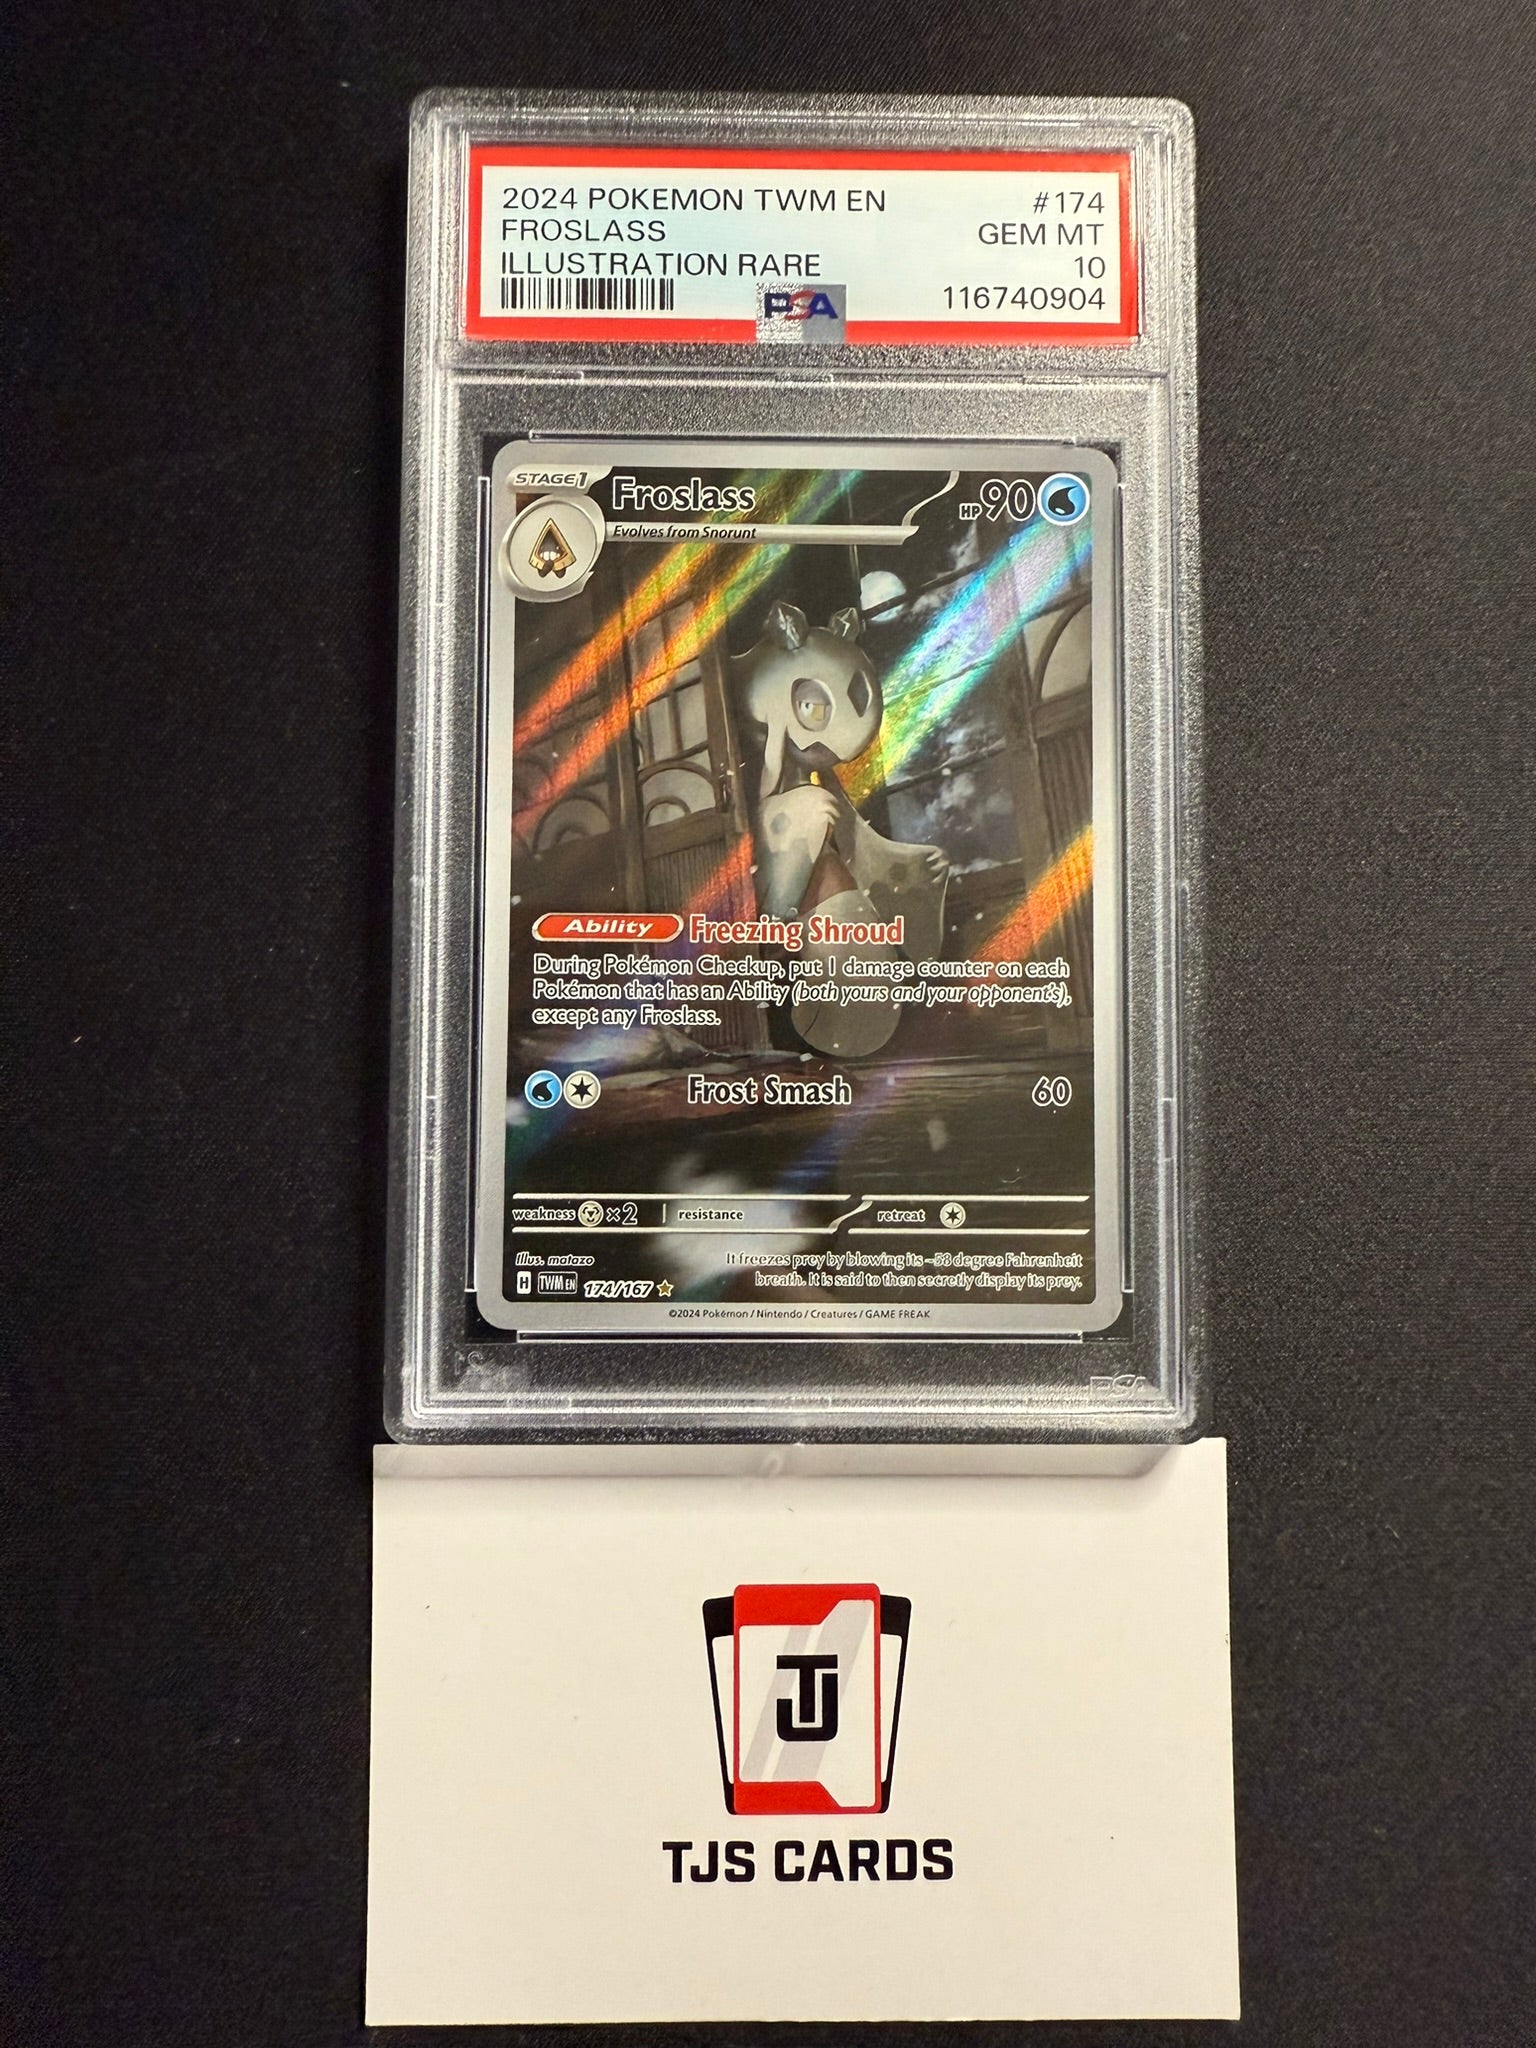 2024 POKEMON TWM EN #174
FROSLASS GEM MT
ILLUSTRATION RARE 10
PSA 116740904
STAGE1 Froslass HP90
Evolves from Snorunt
Ability Freezing Shroud
During Pokémon Checkup, put 1 damage counter on each
Pokémon that has an Ability (both yours and your opponent's),
except any Froslass.
Frost Smash 60
weakness ×2 resistance retreat
Illus. matazo It freezes prey by blowing its −58 degree Fahrenheit
breath. It is said to then secretly display its prey.
H TWM EN 174/167
©2024 Pokémon / Nintendo / Creatures / GAME FREAK
PSA
TJ
TJS CARDS